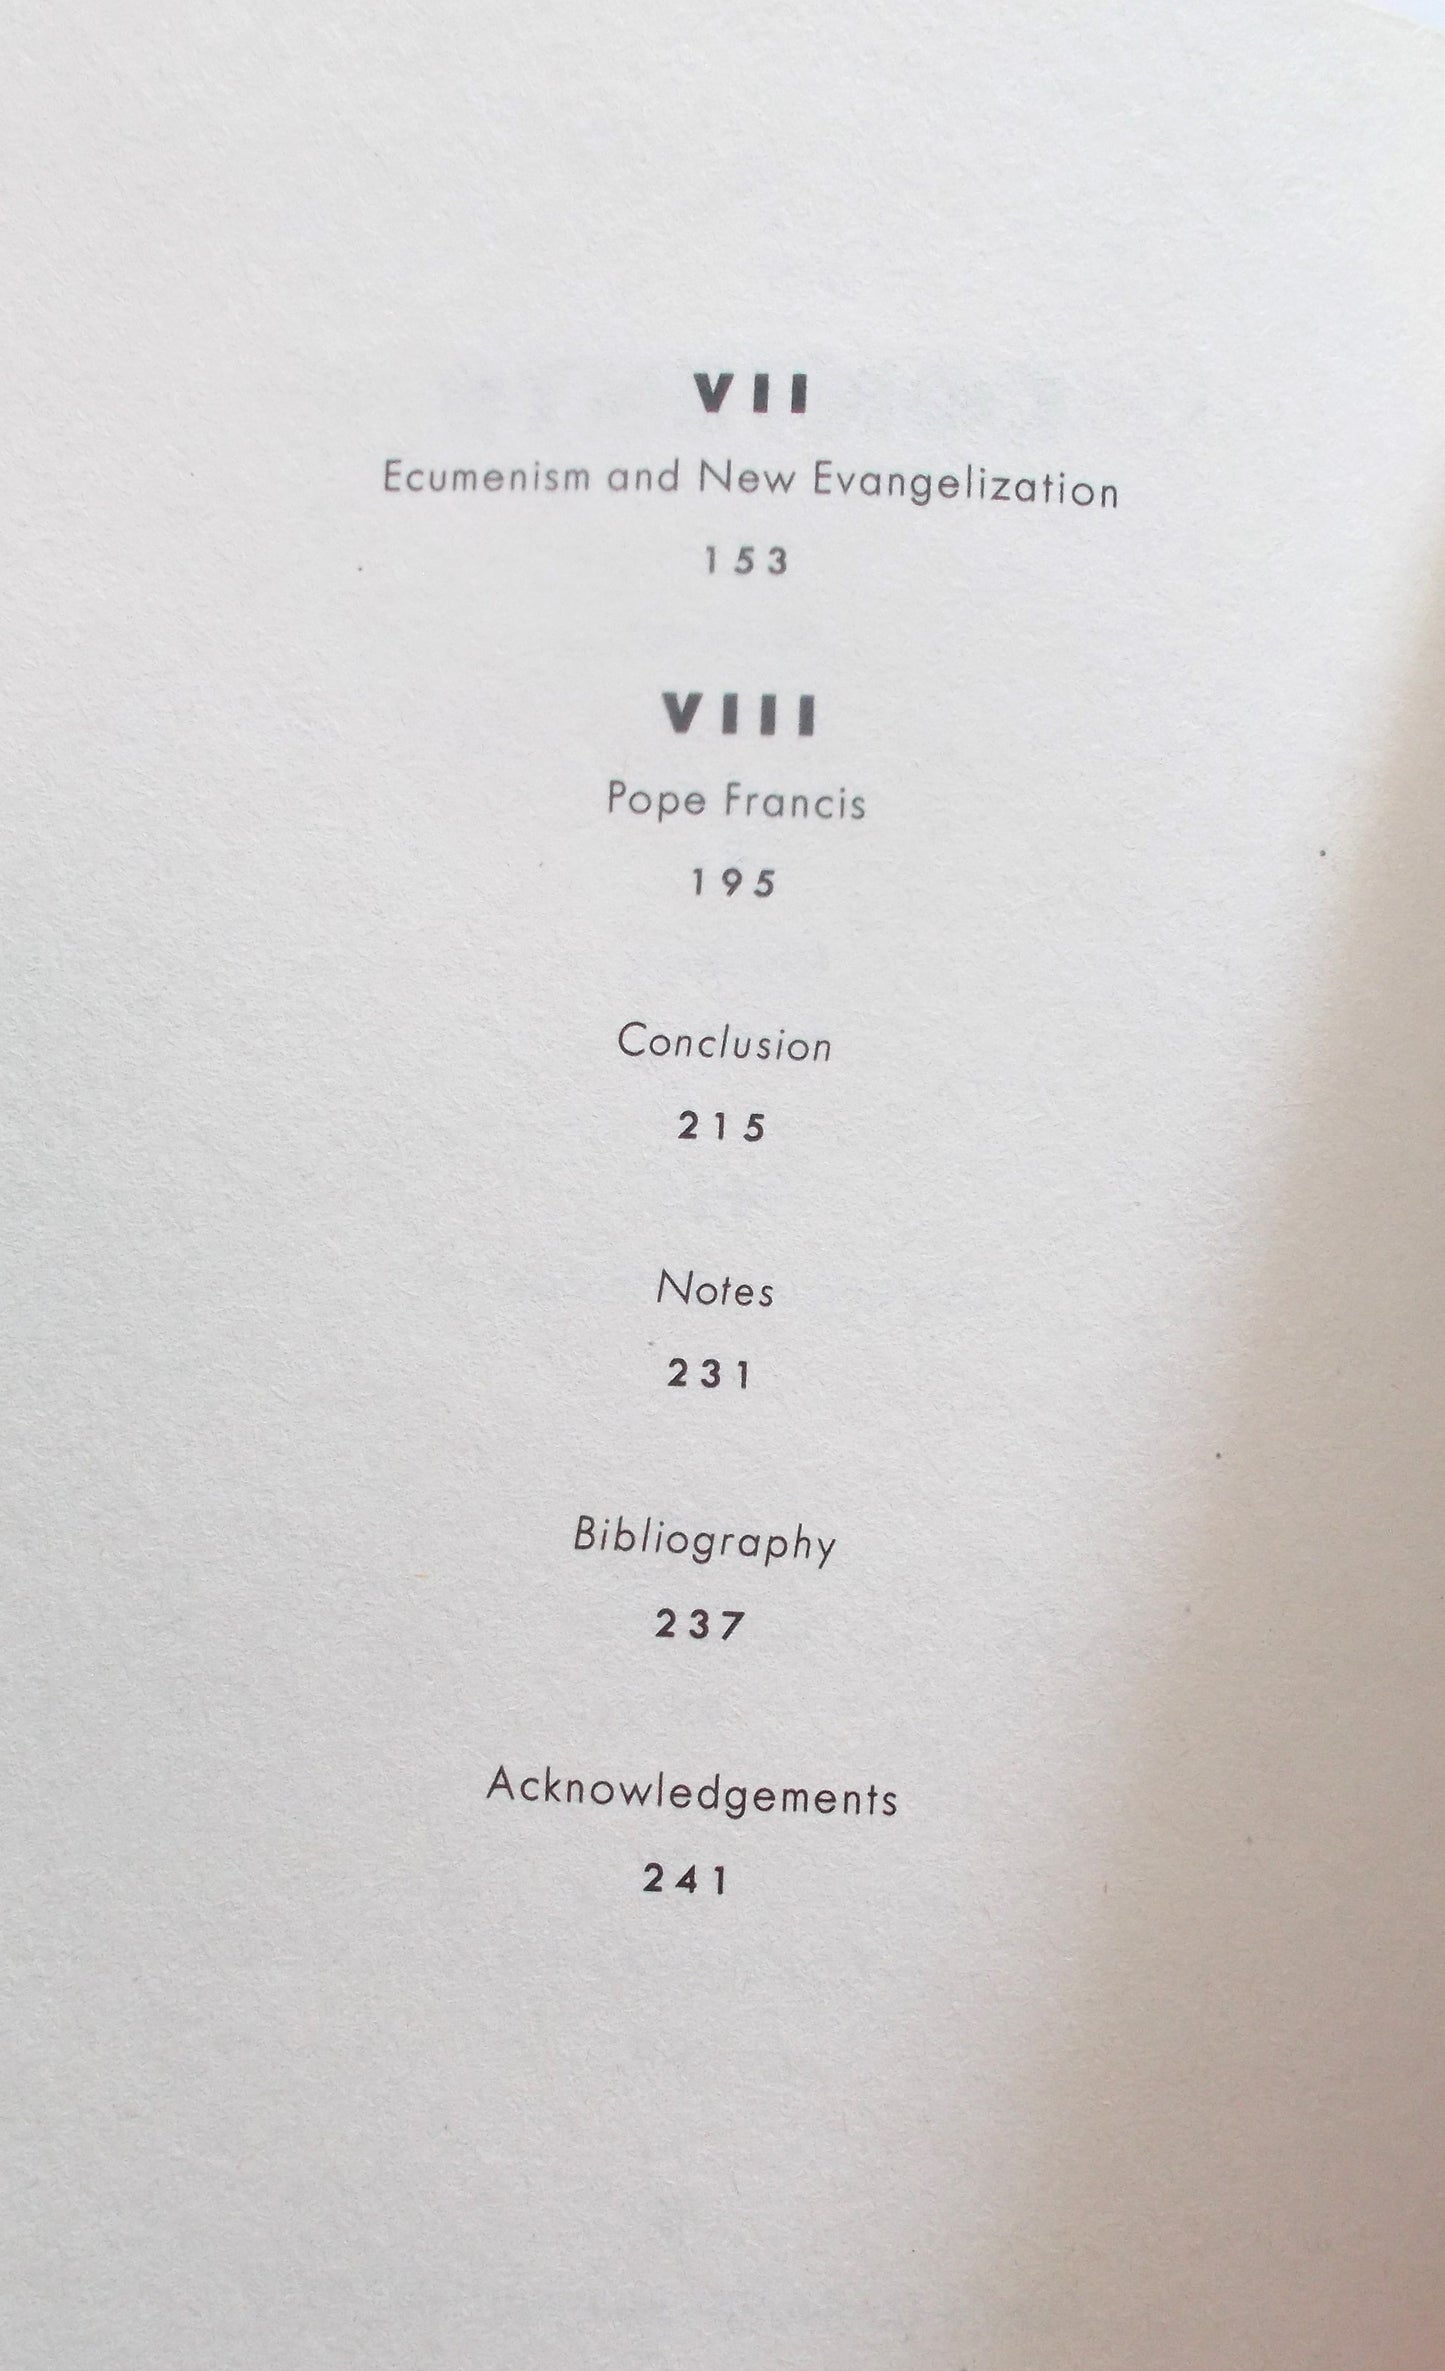 VII
Ecumenism and New Evangelization
153
VIII
Pope Francis
195
Conclusion
215
Notes
231
Bibliography
237
Acknowledgements
241